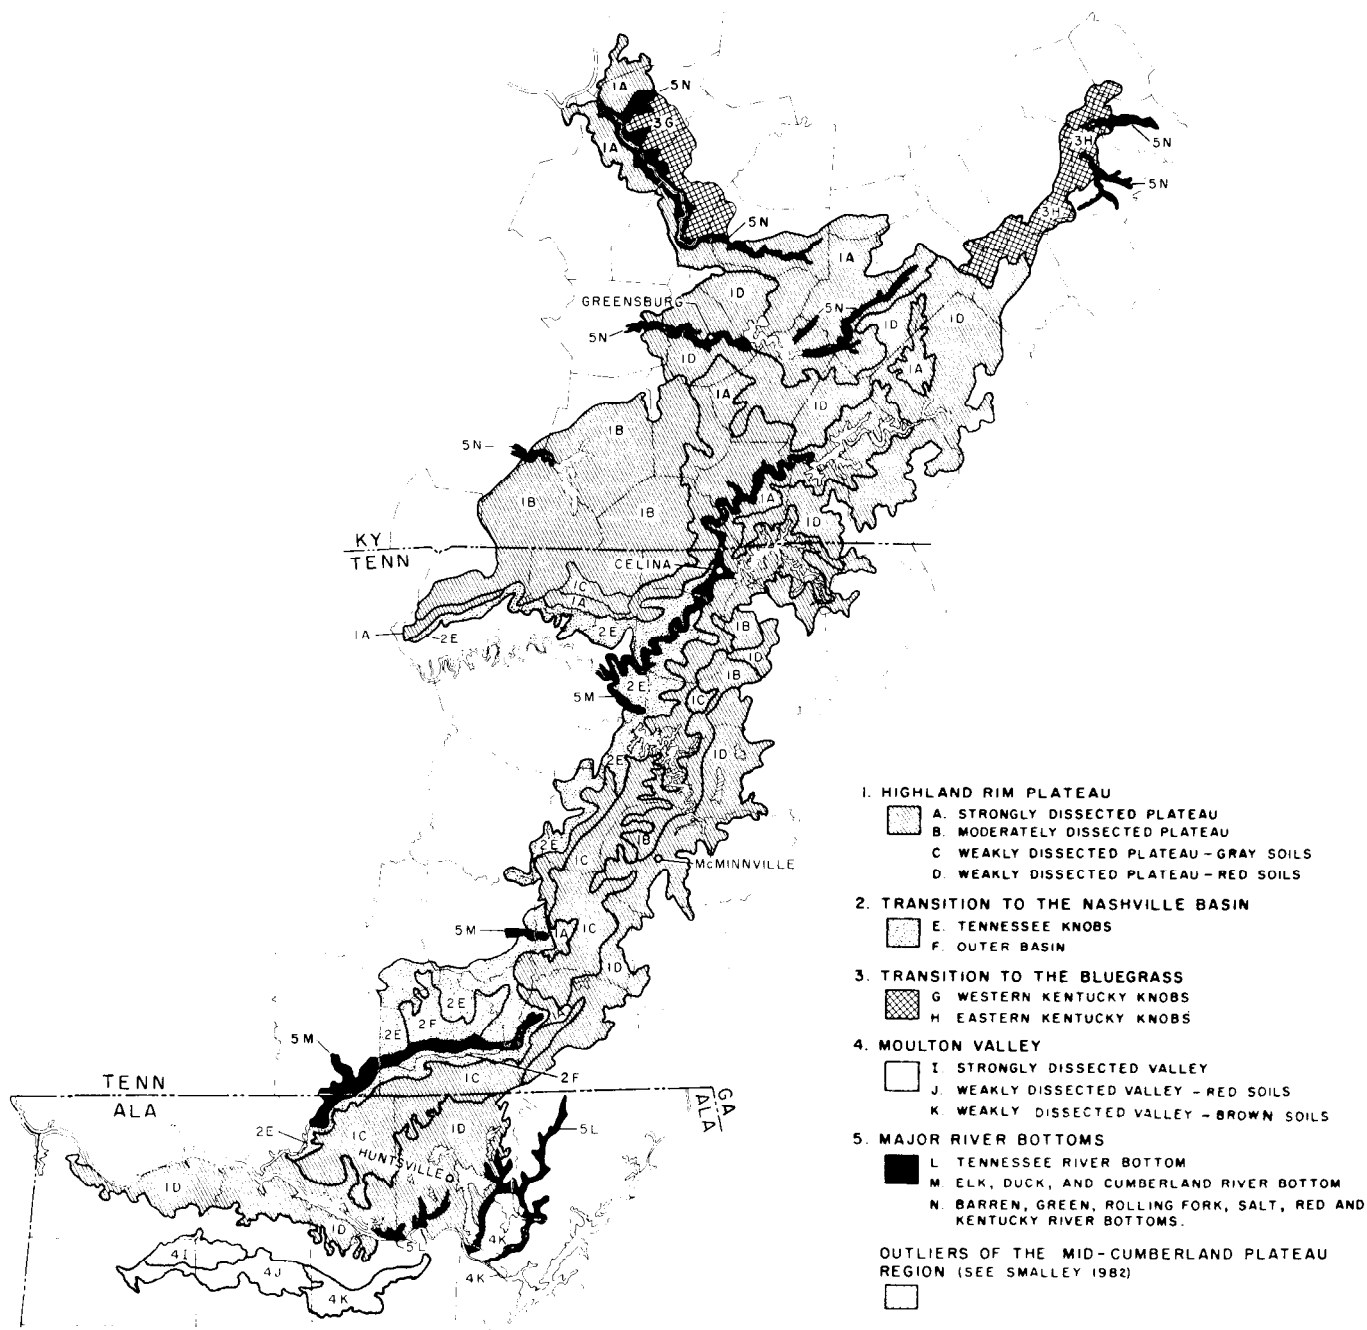 1A
5N
3G
1A
3H
5N
5N
3H
5N
1A
1D
GREENSBURG
5N
1D
1D
5N
1D
1A
1A
1D
1B
5N
1B
1B
1A
1D
KY
TENN
CELINA
1C
1A
1A
2E
2E
1B
1D
1B
2E
5M
1C
1D
2E
2E
1B
1C
McMINNVILLE
5M
1A
1C
1D
2E
2F
2E
5M
1C
2F
TENN
ALA
GA
ALA
2E
1C
1D
5L
HUNTSVILLE
1D
1D
5L
4K
4I
4J
4K
4K
1. HIGHLAND RIM PLATEAU
A. STRONGLY DISSECTED PLATEAU
B. MODERATELY DISSECTED PLATEAU
C WEAKLY DISSECTED PLATEAU - GRAY SOILS
D. WEAKLY DISSECTED PLATEAU - RED SOILS
2. TRANSITION TO THE NASHVILLE BASIN
E. TENNESSEE KNOBS
F. OUTER BASIN
3. TRANSITION TO THE BLUEGRASS
G WESTERN KENTUCKY KNOBS
H EASTERN KENTUCKY KNOBS
4. MOULTON VALLEY
I. STRONGLY DISSECTED VALLEY
J. WEAKLY DISSECTED VALLEY - RED SOILS
K. WEAKLY DISSECTED VALLEY - BROWN SOILS
5. MAJOR RIVER BOTTOMS
L TENNESSEE RIVER BOTTOM
M. ELK, DUCK, AND CUMBERLAND RIVER BOTTOM
N. BARREN, GREEN, ROLLING FORK, SALT, RED AND
KENTUCKY RIVER BOTTOMS.
OUTLIERS OF THE MID-CUMBERLAND PLATEAU
REGION (SEE SMALLEY 1982)